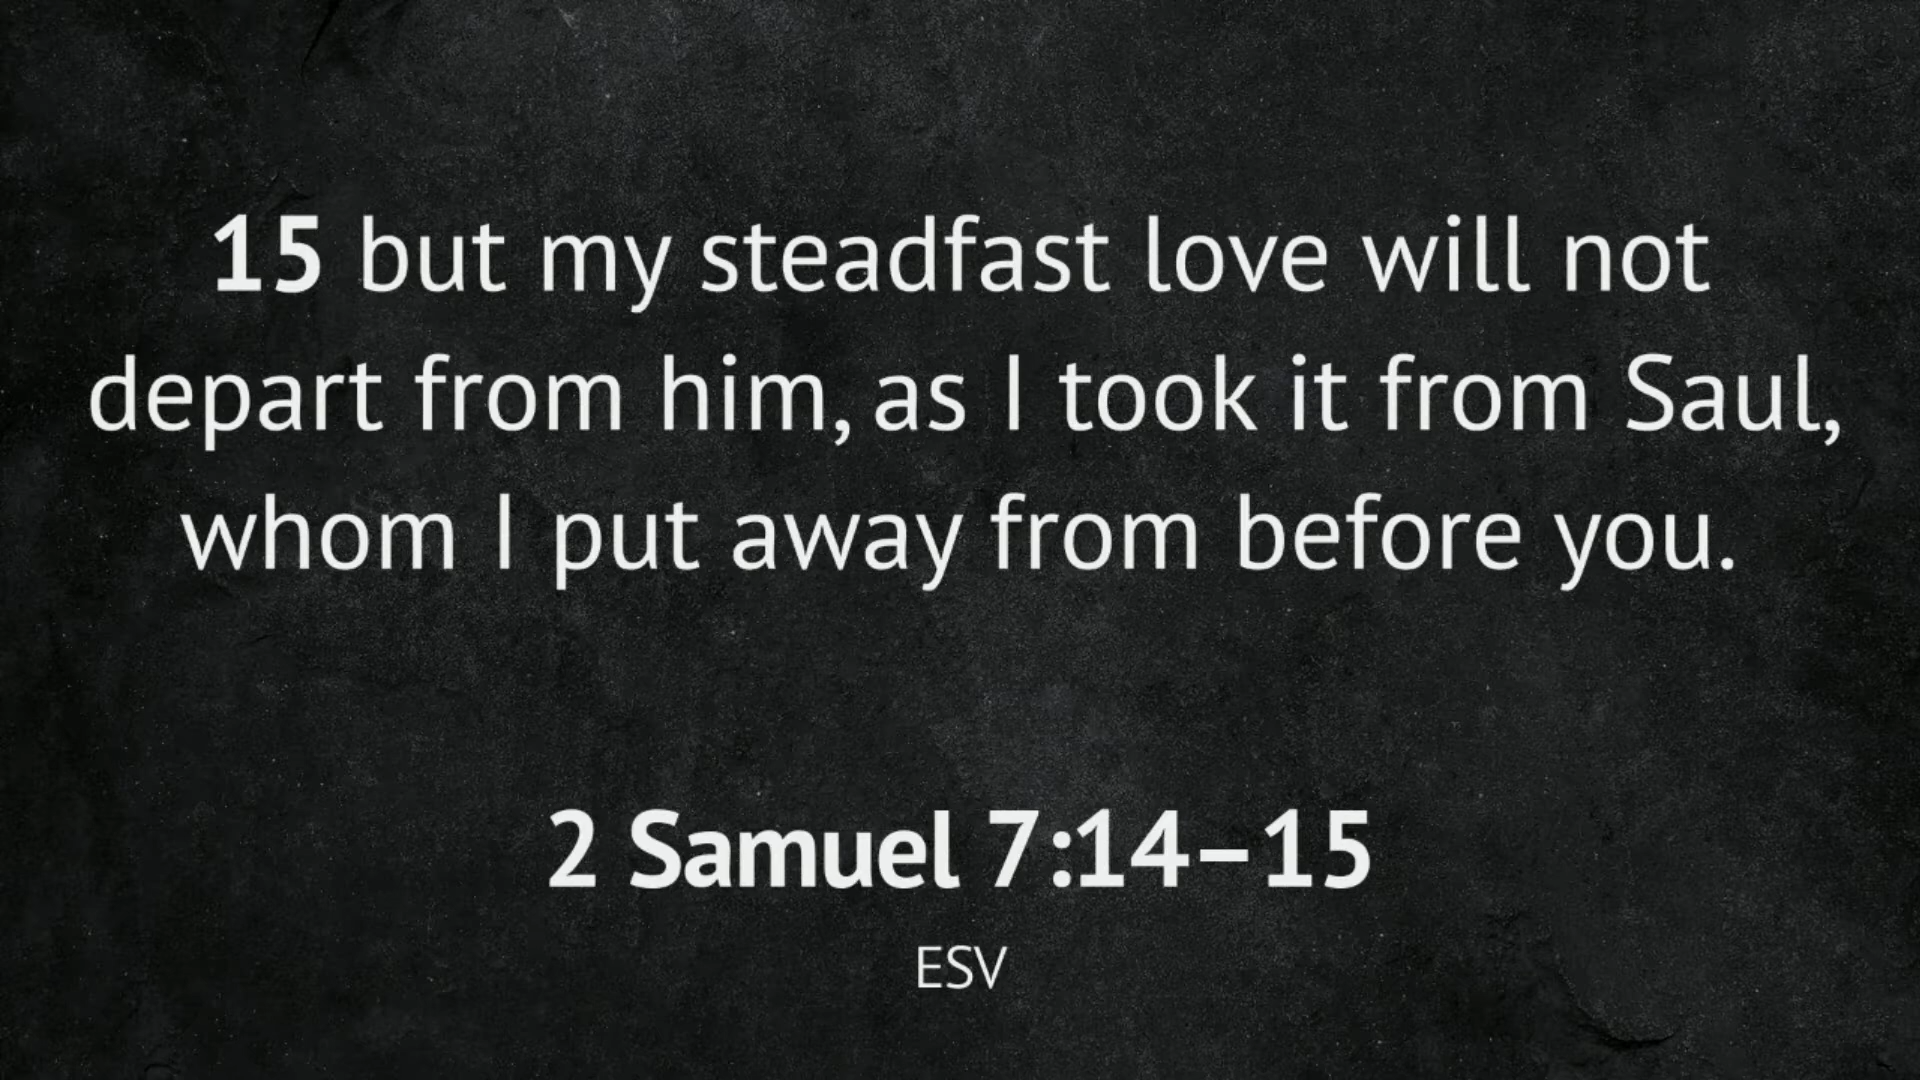 15 but my steadfast love will not
depart from him, as I took it from Saul,
whom I put away from before you.
2 Samuel 7:14–15
ESV